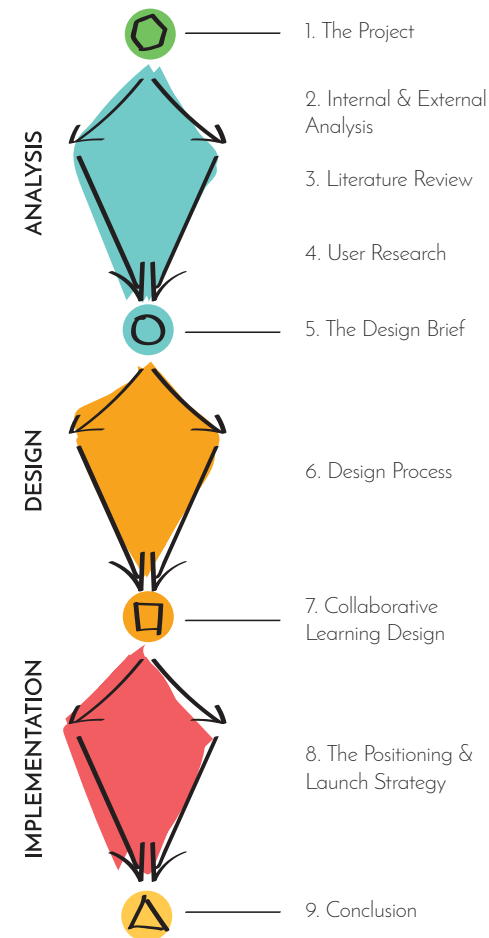 1. The Project
2. Internal & External
Analysis
ANALYSIS
3. Literature Review
4. User Research
5. The Design Brief
DESIGN
6. Design Process
7. Collaborative
Learning Design
IMPLEMENTATION
8. The Positioning &
Launch Strategy
9. Conclusion